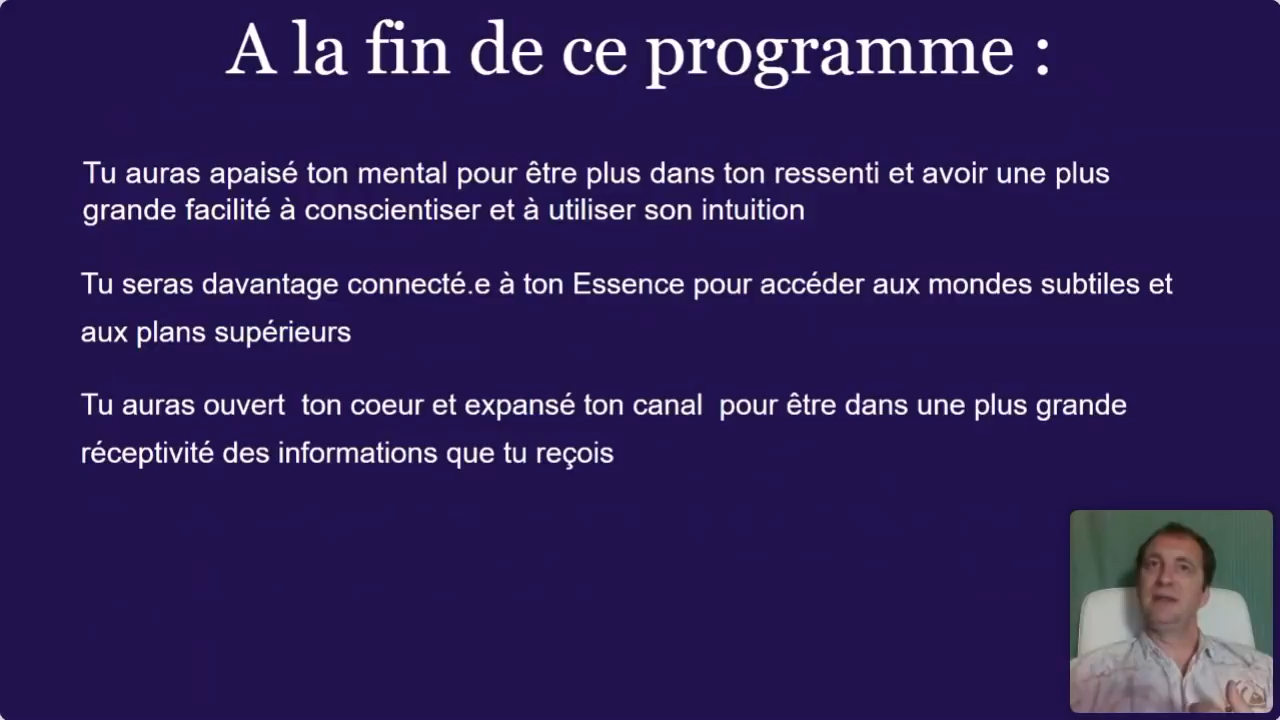 A la fin de ce programme :
Tu auras apaisé ton mental pour être plus dans ton ressenti et avoir une plus
grande facilité à conscientiser et à utiliser son intuition
Tu seras davantage connecté.e à ton Essence pour accéder aux mondes subtiles et
aux plans supérieurs
Tu auras ouvert  ton coeur et expansé ton canal  pour être dans une plus grande
réceptivité des informations que tu reçois